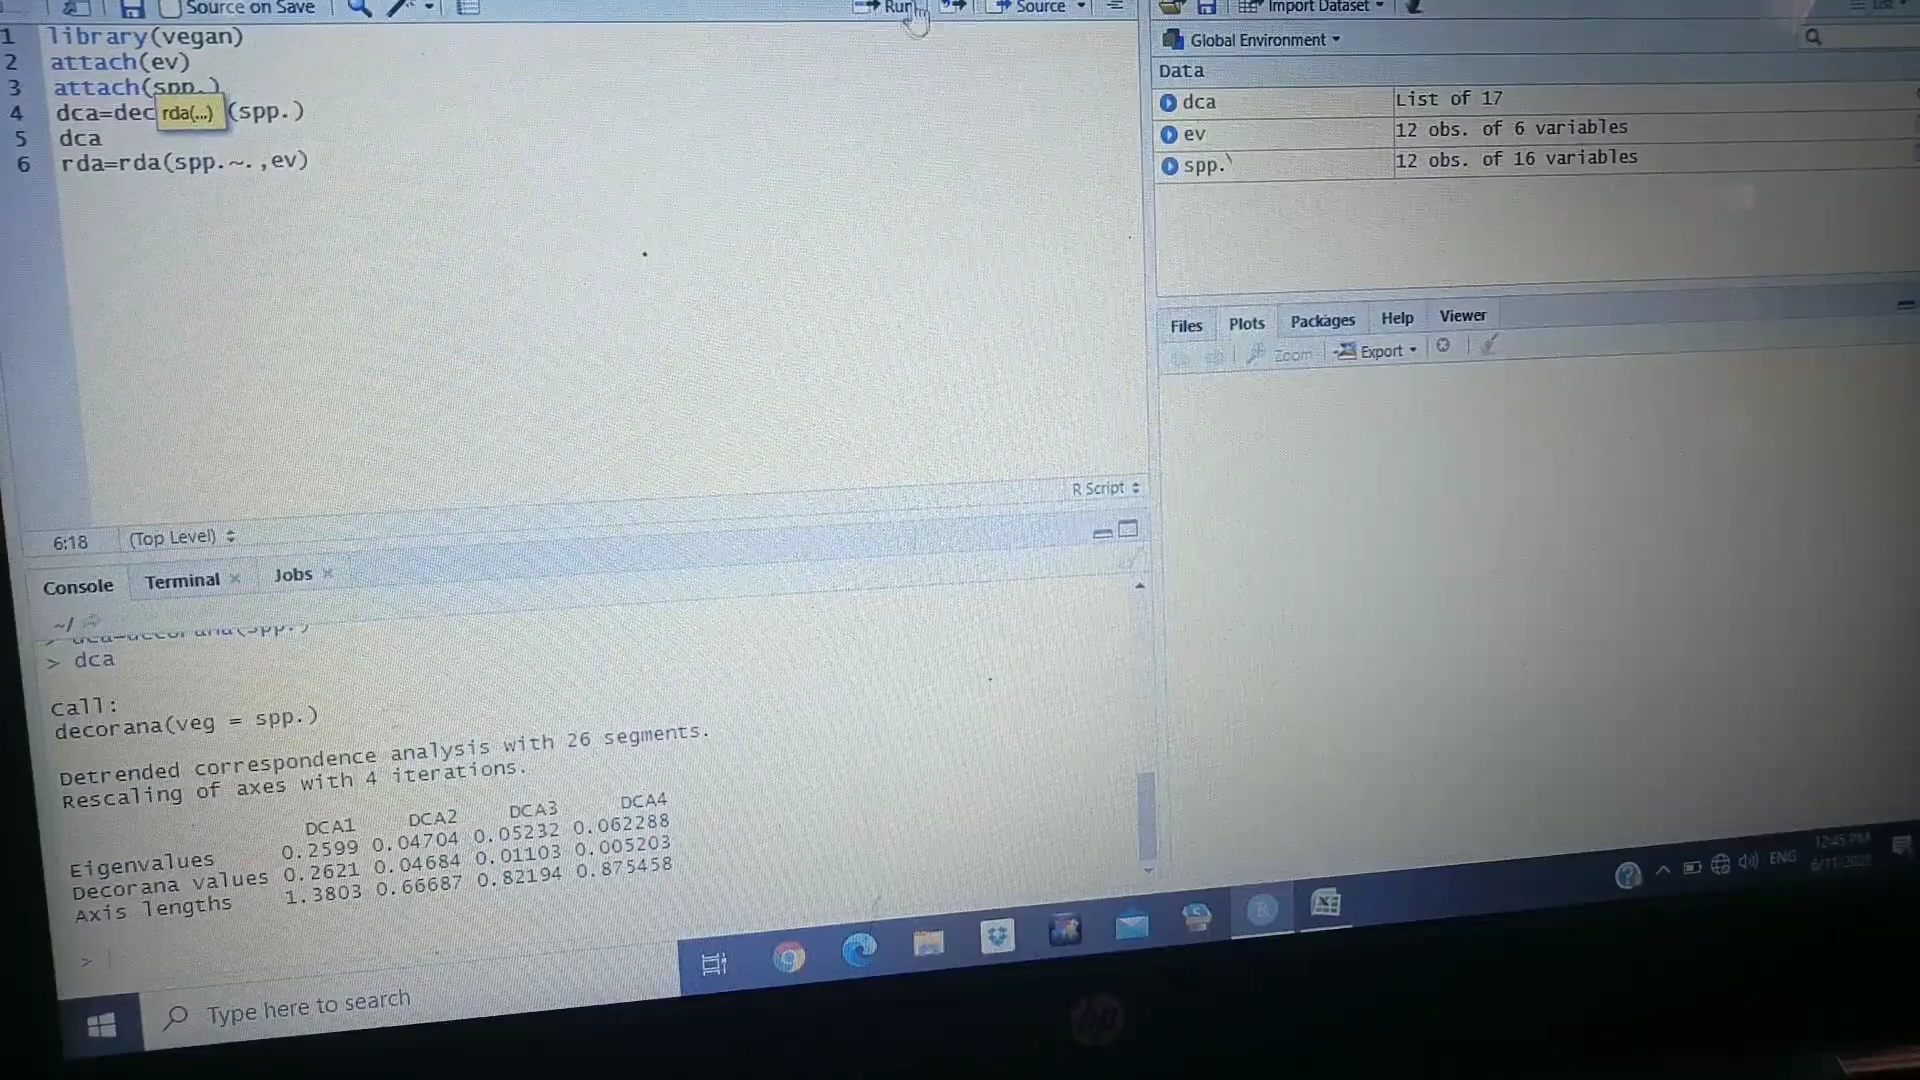 Source on Save
Run
Source
1 library(vegan)
2 attach(ev)
3 attach(spp.)
4 dca=dec rda(...) (spp.)
5 dca
6 rda=rda(spp.~.,ev)
6:18 (Top Level)
R Script
Console Terminal Jobs
~/
> dca
Call:
decorana(veg = spp.)
Detrended correspondence analysis with 26 segments.
Rescaling of axes with 4 iterations.
DCA1 DCA2 DCA3 DCA4
Eigenvalues 0.2599 0.04704 0.05232 0.062288
Decorana values 0.2621 0.04684 0.01103 0.005203
Axis lengths 1.3803 0.66687 0.82194 0.875458
>
Import Dataset
Global Environment
Data
dca List of 17
ev 12 obs. of 6 variables
spp. 12 obs. of 16 variables
Files Plots Packages Help Viewer
Zoom Export
Type here to search
ENG
12:45 PM
hp